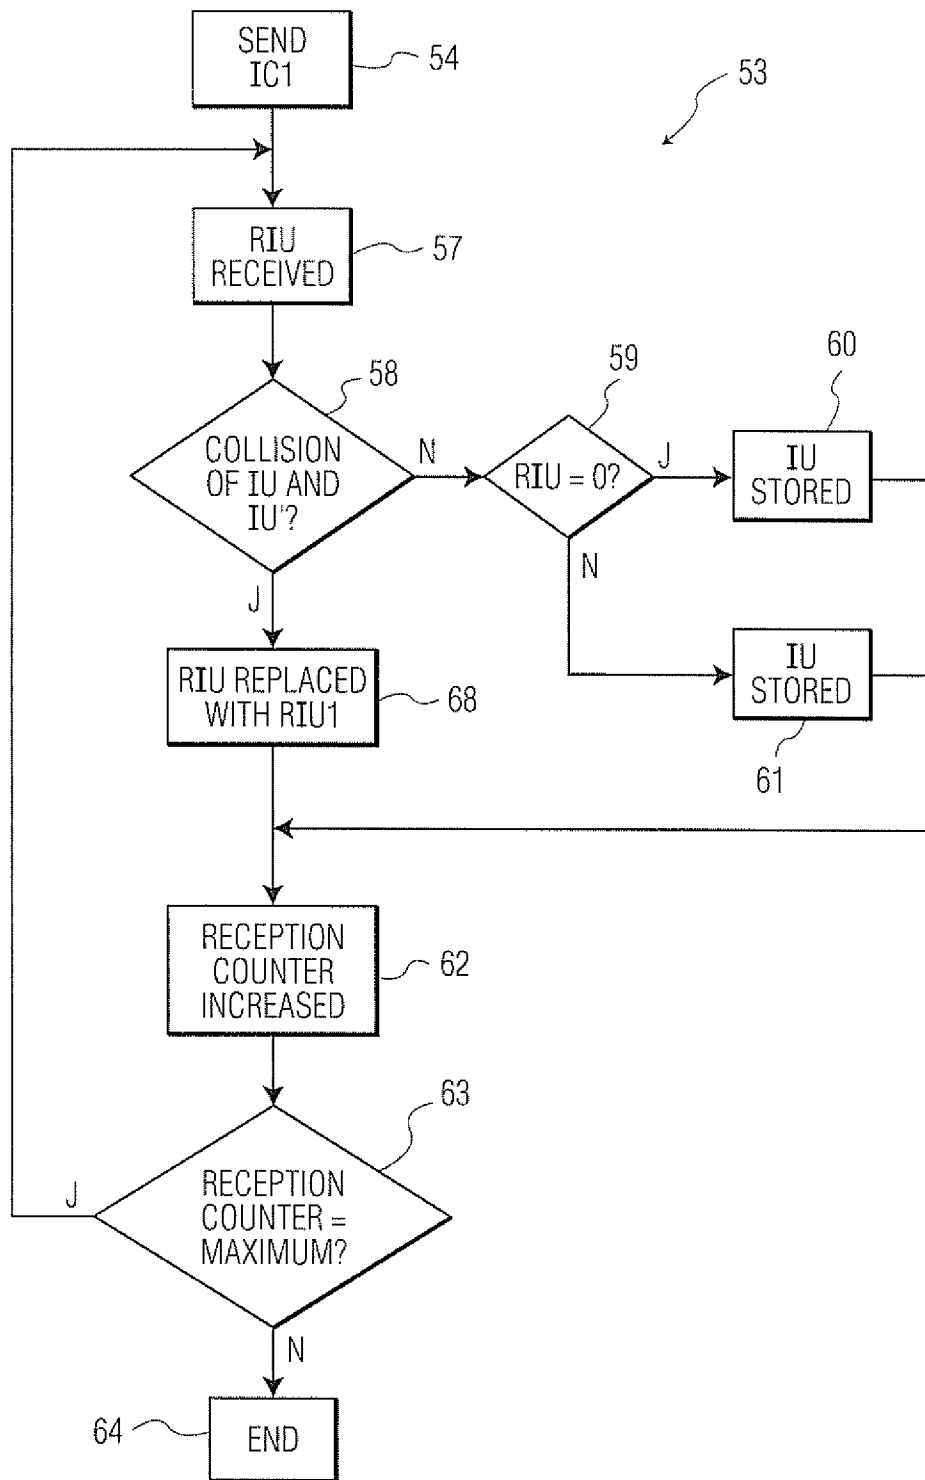 SEND
IC1
54
53
RIU
RECEIVED
57
58
COLLISION
OF IU AND
IU'?
N
59
RIU = 0?
J
60
IU
STORED
N
J
IU
STORED
61
RIU REPLACED
WITH RIU1
68
RECEPTION
COUNTER
INCREASED
62
63
RECEPTION
COUNTER =
MAXIMUM?
J
N
64
END